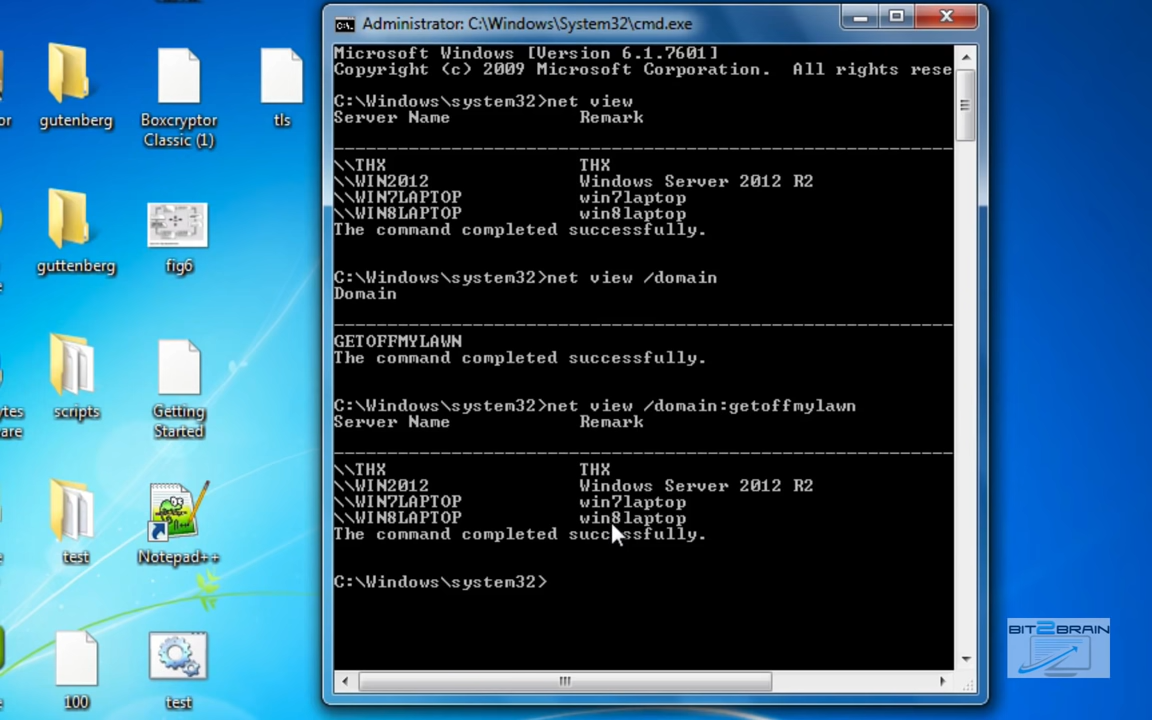 Administrator: C:\Windows\System32\cmd.exe
Microsoft Windows [Version 6.1.7601]
Copyright (c) 2009 Microsoft Corporation.  All rights rese
C:\Windows\system32>net view
Server Name            Remark
\\THX                  THX
\\WIN2012              Windows Server 2012 R2
\\WIN7LAPTOP           win7laptop
\\WIN8LAPTOP           win8laptop
The command completed successfully.
C:\Windows\system32>net view /domain
Domain
GETOFFMYLAWN
The command completed successfully.
C:\Windows\system32>net view /domain:getoffmylawn
Server Name            Remark
\\THX                  THX
\\WIN2012              Windows Server 2012 R2
\\WIN7LAPTOP           win7laptop
\\WIN8LAPTOP           win8laptop
The command completed successfully.
C:\Windows\system32>
or
gutenberg
Boxcryptor
Classic (1)
tls
guttenberg
fig6
ytes
are
scripts
Getting
Started
test
Notepad++
100
test
BIT2BRAIN